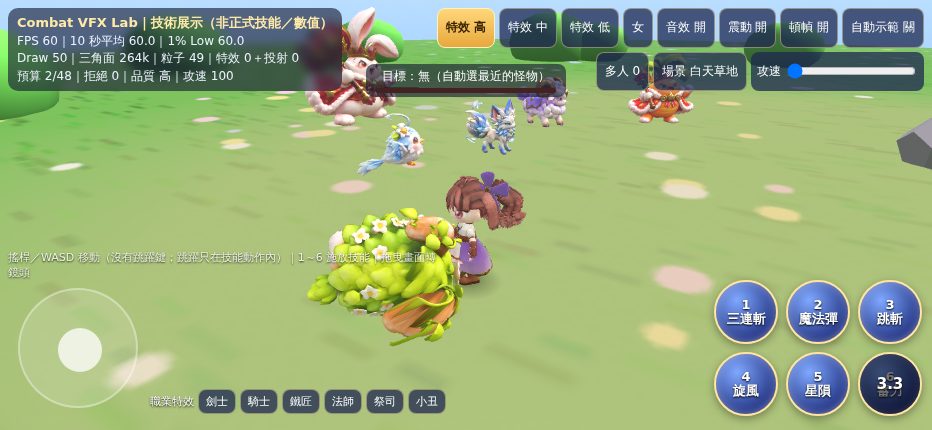 Combat VFX Lab｜技術展示（非正式技能／數值）
FPS 60｜10 秒平均 60.0｜1% Low 60.0
Draw 50｜三角面 264k｜粒子 49｜特效 0＋投射 0
預算 2/48｜拒絕 0｜品質 高｜攻速 100
特效 高
特效 中
特效 低
女
音效 開
震動 開
頓幀 開
自動示範 關
目標：無（自動選最近的怪物）
多人 0
場景 白天草地
攻速
搖桿／WASD 移動（沒有跳躍鍵；跳躍只在技能動作內）｜1～6 施放技能｜拖曳畫面轉
鏡頭
1
三連斬
2
魔法彈
3
跳斬
4
旋風
5
星隕
3.3
職業特效
劍士
騎士
鐵匠
法師
祭司
小丑